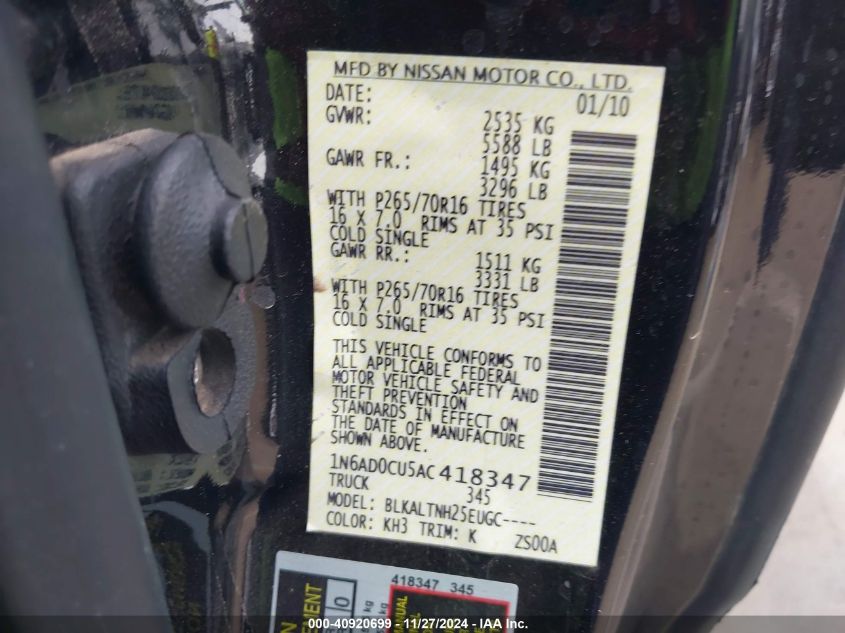 MFD BY NISSAN MOTOR CO., LTD.
DATE: 01/10
GVWR: 2535 KG
5588 LB
GAWR FR.: 1495 KG
3296 LB
WITH P265/70R16 TIRES
16 X 7.0 RIMS AT 35 PSI
COLD SINGLE
GAWR RR.: 1511 KG
3331 LB
WITH P265/70R16 TIRES
16 X 7.0 RIMS AT 35 PSI
COLD SINGLE
THIS VEHICLE CONFORMS TO
ALL APPLICABLE FEDERAL
MOTOR VEHICLE SAFETY AND
THEFT PREVENTION
STANDARDS IN EFFECT ON
THE DATE OF MANUFACTURE
SHOWN ABOVE.
1N6AD0CU5AC418347
TRUCK 345
MODEL: BLKALTNH25EUGC----
COLOR: KH3 TRIM: K ZS00A
418347 345
MANUAL
© - 40920699 - 11/27/2024 - IAA Inc.